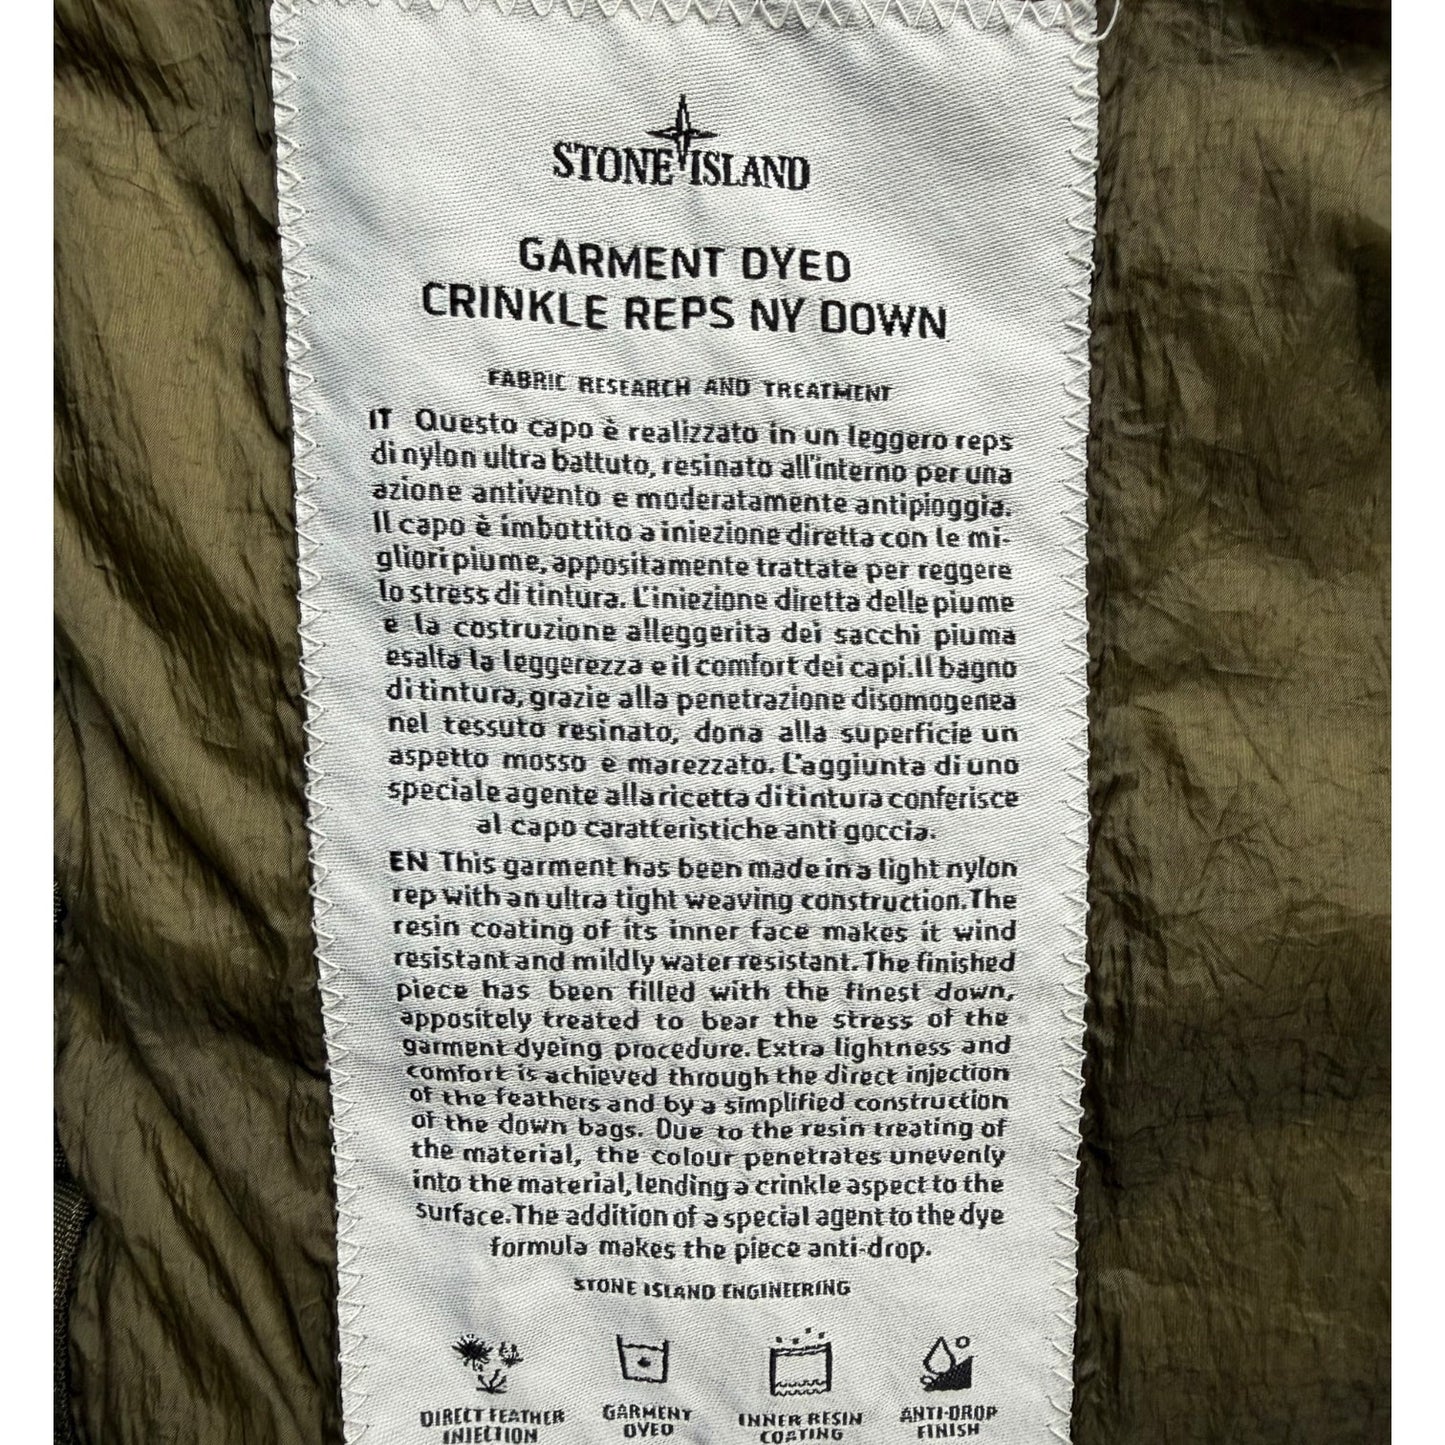 STONE ISLAND
GARMENT DYED
CRINKLE REPS NY DOWN
FABRIC RESEARCH AND TREATMENT
IT Questo capo è realizzato in un leggero reps
di nylon ultra battuto, resinato all'interno per una
azione antivento e moderatamente antipioggia.
Il capo è imbottito a iniezione diretta con le mi-
gliori piume, appositamente trattate per reggere
lo stress di tintura. L'iniezione diretta delle piume
e la costruzione alleggerita dei sacchi piuma
esalta la leggerezza e il comfort dei capi. Il bagno
di tintura, grazie alla penetrazione disomogenea
nel tessuto resinato, dona alla superficie un
aspetto mosso e marezzato. L'aggiunta di uno
speciale agente alla ricetta di tintura conferisce
al capo caratteristiche anti goccia.
EN This garment has been made in a light nylon
rep with an ultra tight weaving construction. The
resin coating of its inner face makes it wind
resistant and mildly water resistant. The finished
piece has been filled with the finest down,
appositely treated to bear the stress of the
garment dyeing procedure. Extra lightness and
comfort is achieved through the direct injection
of the feathers and by a simplified construction
of the down bags. Due to the resin treating of
the material, the colour penetrates unevenly
into the material, lending a crinkle aspect to the
surface. The addition of a special agent to the dye
formula makes the piece anti-drop.
STONE ISLAND ENGINEERING
DIRECT FEATHER
INJECTION
GARMENT
DYED
INNER RESIN
COATING
ANTI-DROP
FINISH